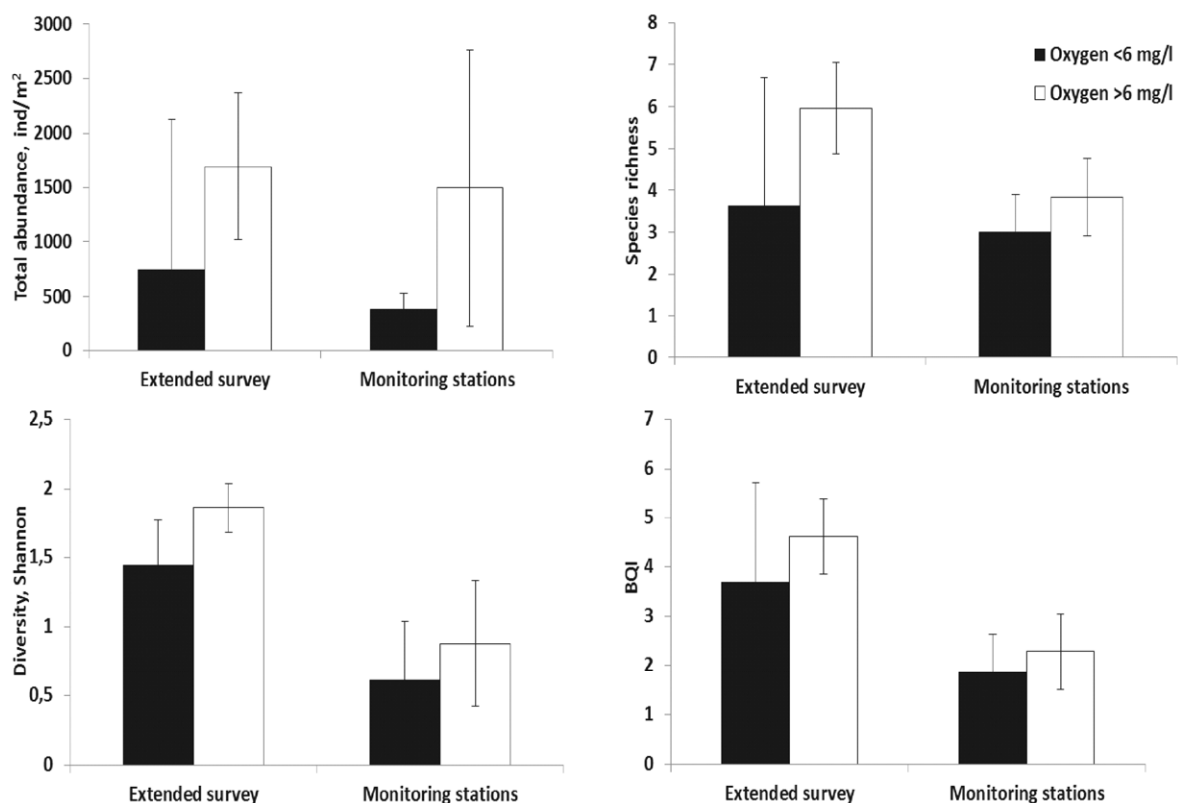 Total abundance, ind/m²
3000
2500
2000
1500
1000
500
0
Extended survey
Monitoring stations
Species richness
8
7
6
5
4
3
2
1
0
Oxygen <6 mg/l
Oxygen >6 mg/l
Extended survey
Monitoring stations
Diversity, Shannon
2,5
2
1,5
1
0,5
0
Extended survey
Monitoring stations
BQI
7
6
5
4
3
2
1
0
Extended survey
Monitoring stations